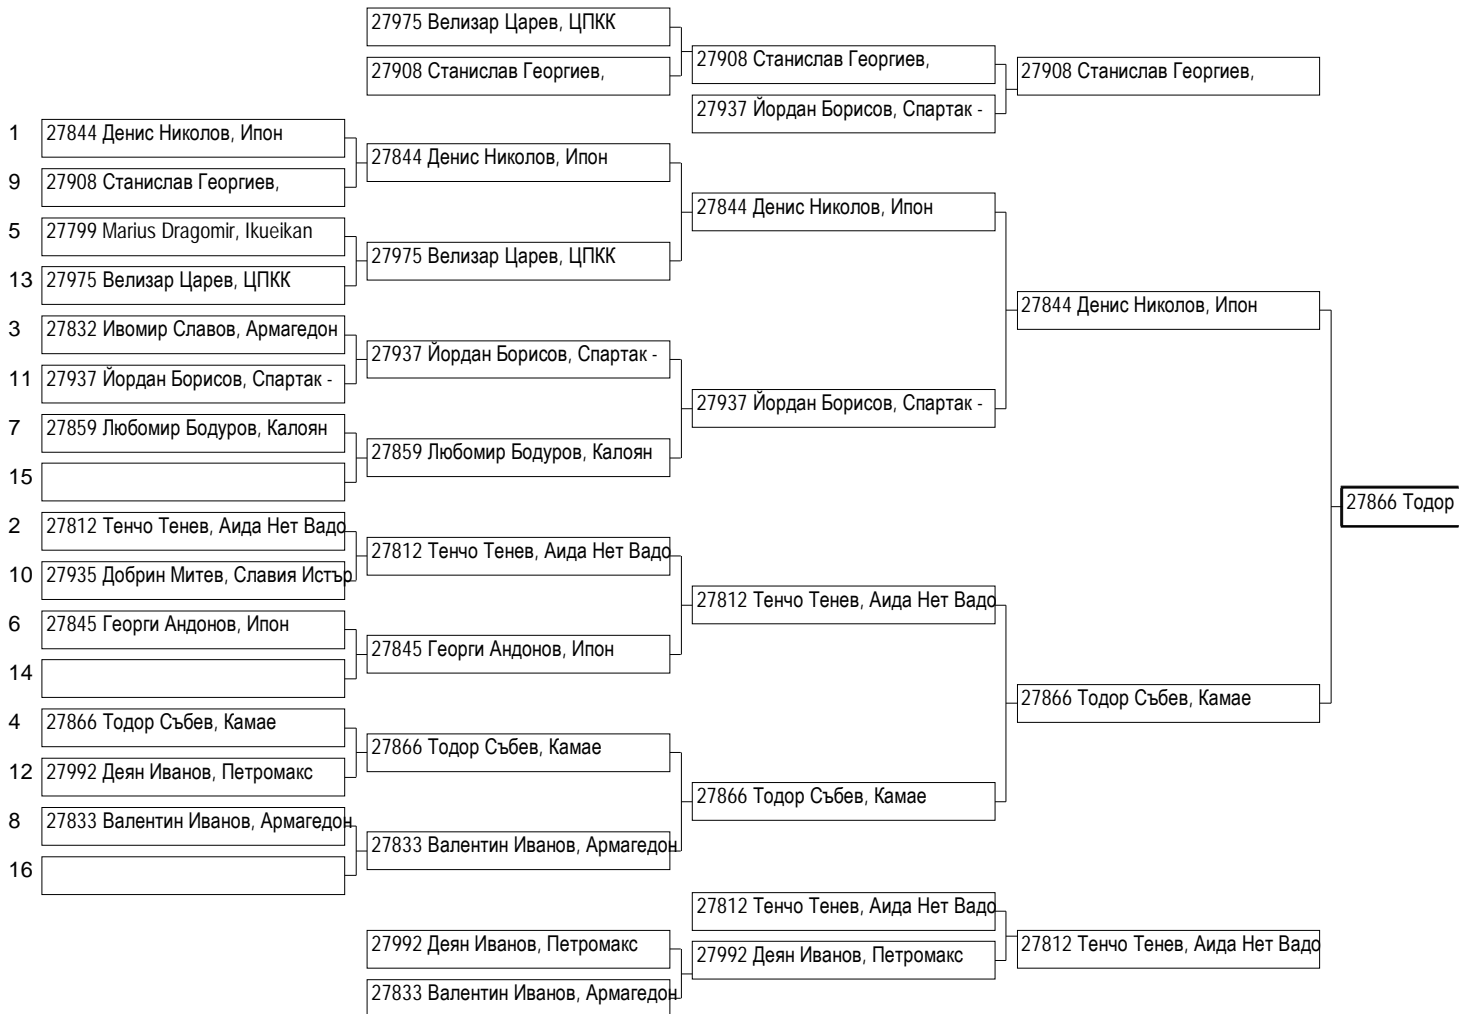 27975 Велизар Царев, ЦПКК
27908 Станислав Георгиев,
27908 Станислав Георгиев,
27937 Йордан Борисов, Спартак -
27908 Станислав Георгиев,
1 27844 Денис Николов, Ипон
9 27908 Станислав Георгиев,
5 27799 Marius Dragomir, Ikueikan
13 27975 Велизар Царев, ЦПКК
3 27832 Ивомир Славов, Армагедон
11 27937 Йордан Борисов, Спартак -
7 27859 Любомир Бодуров, Калоян
15
2 27812 Тенчо Тенев, Аида Нет Вадо
10 27935 Добрин Митев, Славия Истър
6 27845 Георги Андонов, Ипон
14
4 27866 Тодор Събев, Камае
12 27992 Деян Иванов, Петромакс
8 27833 Валентин Иванов, Армагедон
16
27844 Денис Николов, Ипон
27975 Велизар Царев, ЦПКК
27937 Йордан Борисов, Спартак -
27859 Любомир Бодуров, Калоян
27812 Тенчо Тенев, Аида Нет Вадо
27845 Георги Андонов, Ипон
27866 Тодор Събев, Камае
27833 Валентин Иванов, Армагедон
27844 Денис Николов, Ипон
27937 Йордан Борисов, Спартак -
27812 Тенчо Тенев, Аида Нет Вадо
27866 Тодор Събев, Камае
27844 Денис Николов, Ипон
27866 Тодор Събев, Камае
27866 Тодор
27992 Деян Иванов, Петромакс
27833 Валентин Иванов, Армагедон
27812 Тенчо Тенев, Аида Нет Вадо
27992 Деян Иванов, Петромакс
27812 Тенчо Тенев, Аида Нет Вадо